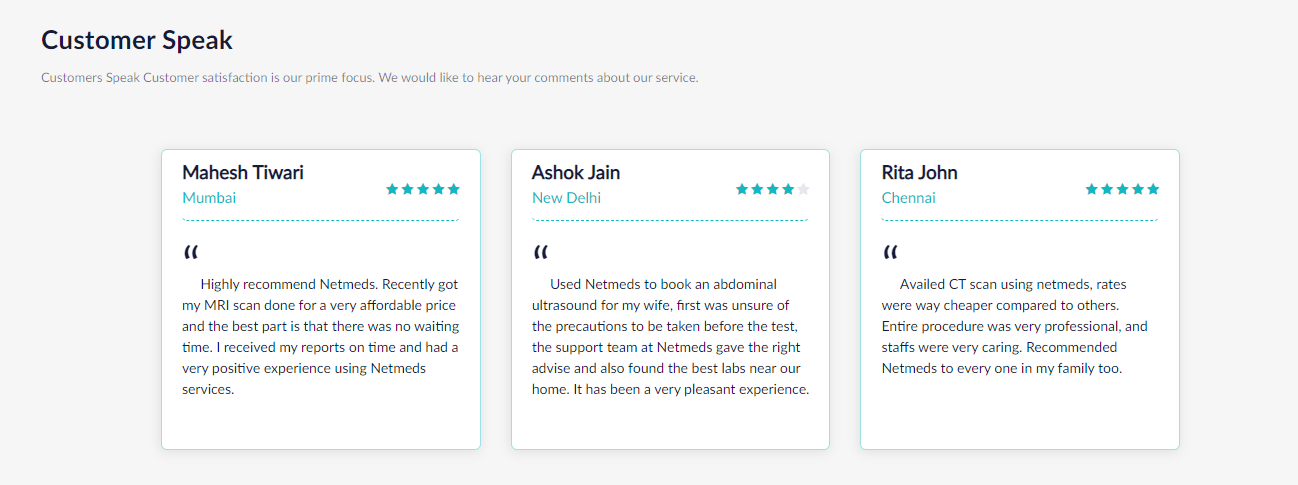 Customer Speak
Customers Speak Customer satisfaction is our prime focus. We would like to hear your comments about our service.
Mahesh Tiwari
Mumbai
“
Highly recommend Netmeds. Recently got
my MRI scan done for a very affordable price
and the best part is that there was no waiting
time. I received my reports on time and had a
very positive experience using Netmeds
services.
Ashok Jain
New Delhi
“
Used Netmeds to book an abdominal
ultrasound for my wife, first was unsure of
the precautions to be taken before the test,
the support team at Netmeds gave the right
advise and also found the best labs near our
home. It has been a very pleasant experience.
Rita John
Chennai
“
Availed CT scan using netmeds, rates
were way cheaper compared to others.
Entire procedure was very professional, and
staffs were very caring. Recommended
Netmeds to every one in my family too.